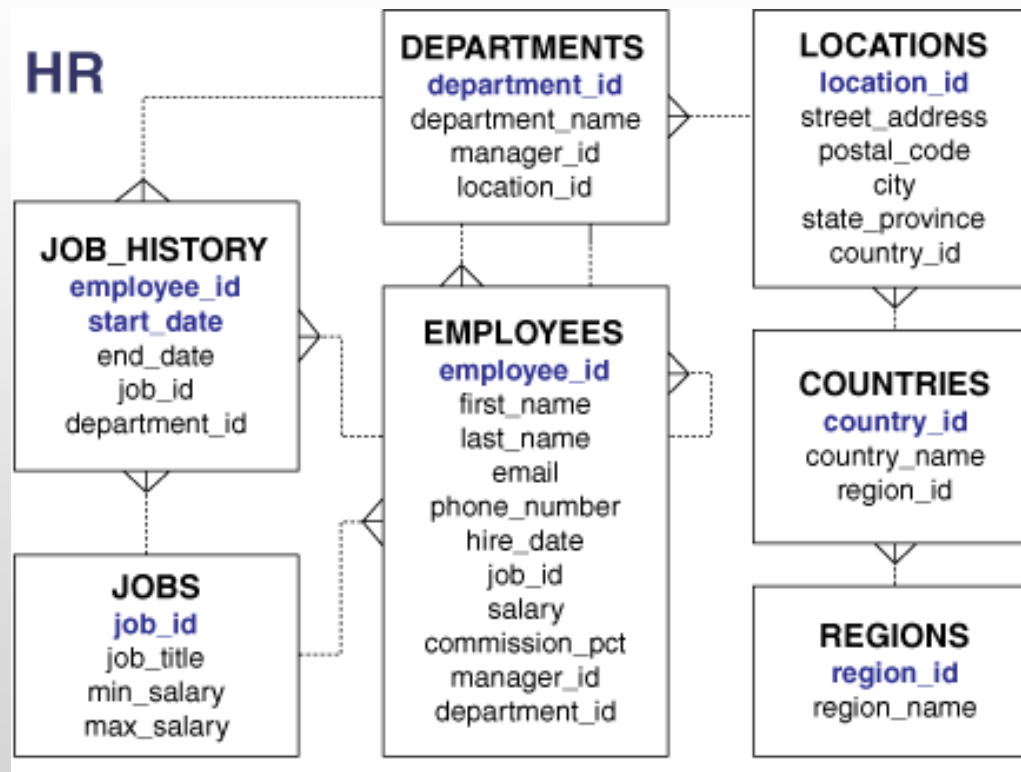 HR
DEPARTMENTS
department_id
department_name
manager_id
location_id
LOCATIONS
location_id
street_address
postal_code
city
state_province
country_id
JOB_HISTORY
employee_id
start_date
end_date
job_id
department_id
EMPLOYEES
employee_id
first_name
last_name
email
phone_number
hire_date
job_id
salary
commission_pct
manager_id
department_id
COUNTRIES
country_id
country_name
region_id
JOBS
job_id
job_title
min_salary
max_salary
REGIONS
region_id
region_name